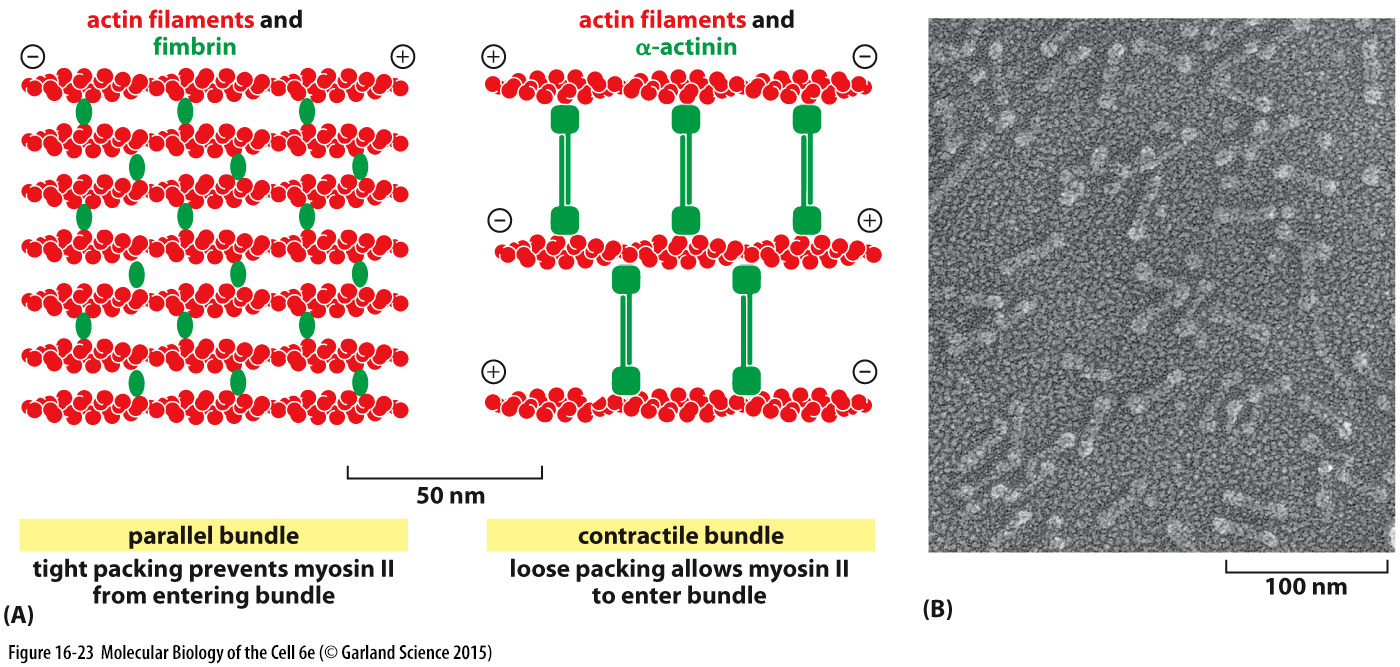 actin filaments and
fimbrin
− +
actin filaments and
α-actinin
+ −
− +
+ −
50 nm
parallel bundle
tight packing prevents myosin II
from entering bundle
contractile bundle
loose packing allows myosin II
to enter bundle
(A)
100 nm
(B)
Figure 16-23 Molecular Biology of the Cell 6e (© Garland Science 2015)